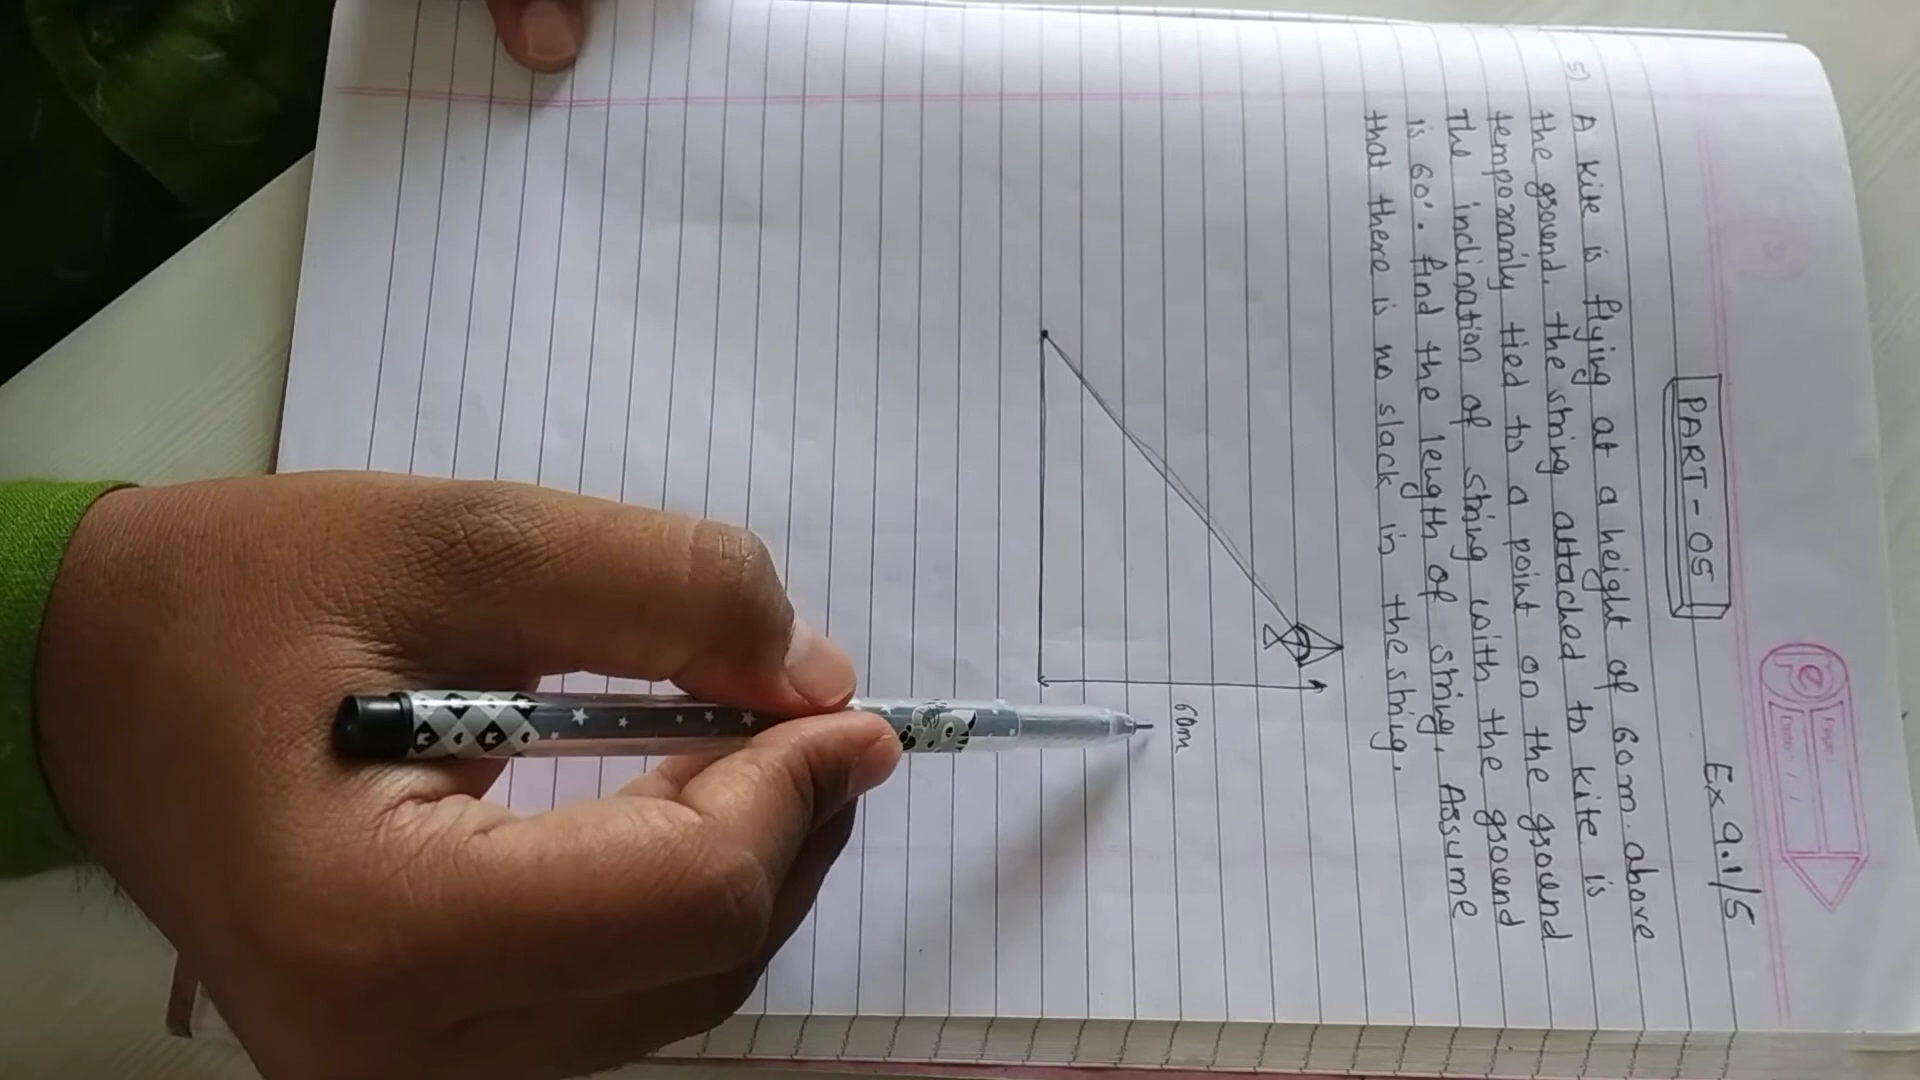 PART-05
Ex 9.1/5
5) A kite is flying at a height of 60m. above
the ground. the string attached to kite is
temporarily tied to a point on the ground
The inclination of string with the ground
is 60°. find the length of string. Assume
that there is no slack in the string.
60m